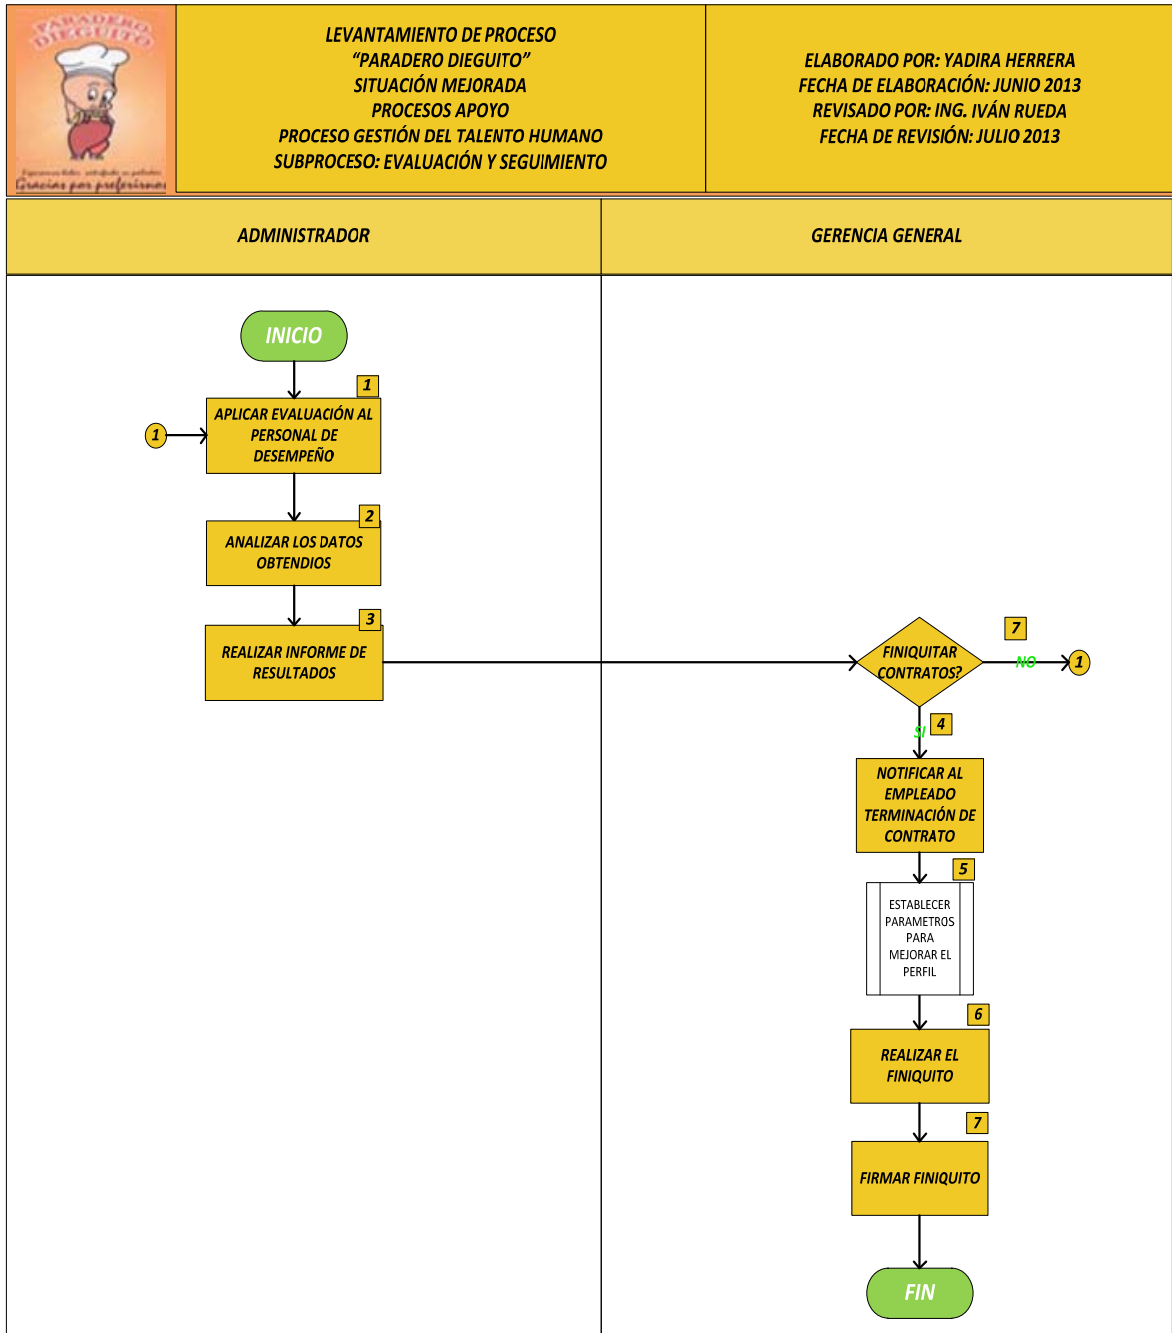 PARADERO
DIEGUITO
Gracias por preferirnos
LEVANTAMIENTO DE PROCESO
“PARADERO DIEGUITO”
SITUACIÓN MEJORADA
PROCESOS APOYO
PROCESO GESTIÓN DEL TALENTO HUMANO
SUBPROCESO: EVALUACIÓN Y SEGUIMIENTO
ELABORADO POR: YADIRA HERRERA
FECHA DE ELABORACIÓN: JUNIO 2013
REVISADO POR: ING. IVÁN RUEDA
FECHA DE REVISIÓN: JULIO 2013
ADMINISTRADOR
GERENCIA GENERAL
INICIO
1
APLICAR EVALUACIÓN AL
PERSONAL DE
DESEMPEÑO
1
2
ANALIZAR LOS DATOS
OBTENDIOS
3
REALIZAR INFORME DE
RESULTADOS
FINIQUITAR
CONTRATOS?
7
NO
1
4
SI
NOTIFICAR AL
EMPLEADO
TERMINACIÓN DE
CONTRATO
5
ESTABLECER
PARAMETROS
PARA
MEJORAR EL
PERFIL
6
REALIZAR EL
FINIQUITO
7
FIRMAR FINIQUITO
FIN